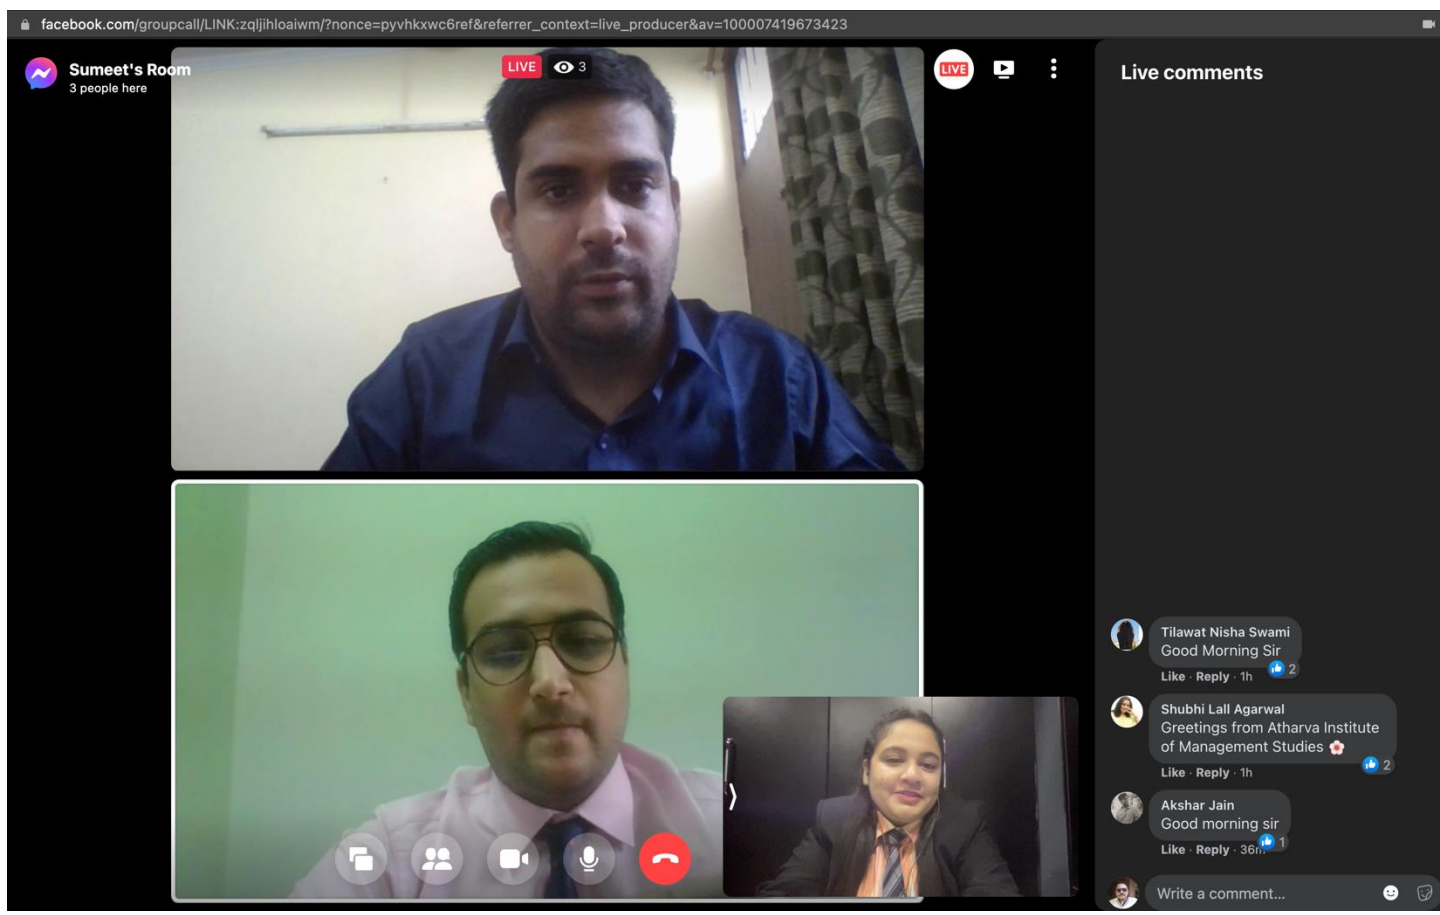 facebook.com/groupcall/LINK:zqljihloaiwm/?nonce=pyvhkxwc6ref&referrer_context=live_producer&av=100007419673423
Sumeet's Room
3 people here
LIVE 3
LIVE
Live comments
Tilawat Nisha Swami
Good Morning Sir
2
Like · Reply · 1h
Shubhi Lall Agarwal
Greetings from Atharva Institute
of Management Studies 🌸
2
Like · Reply · 1h
Akshar Jain
Good morning sir
1
Like · Reply · 36m
Write a comment...